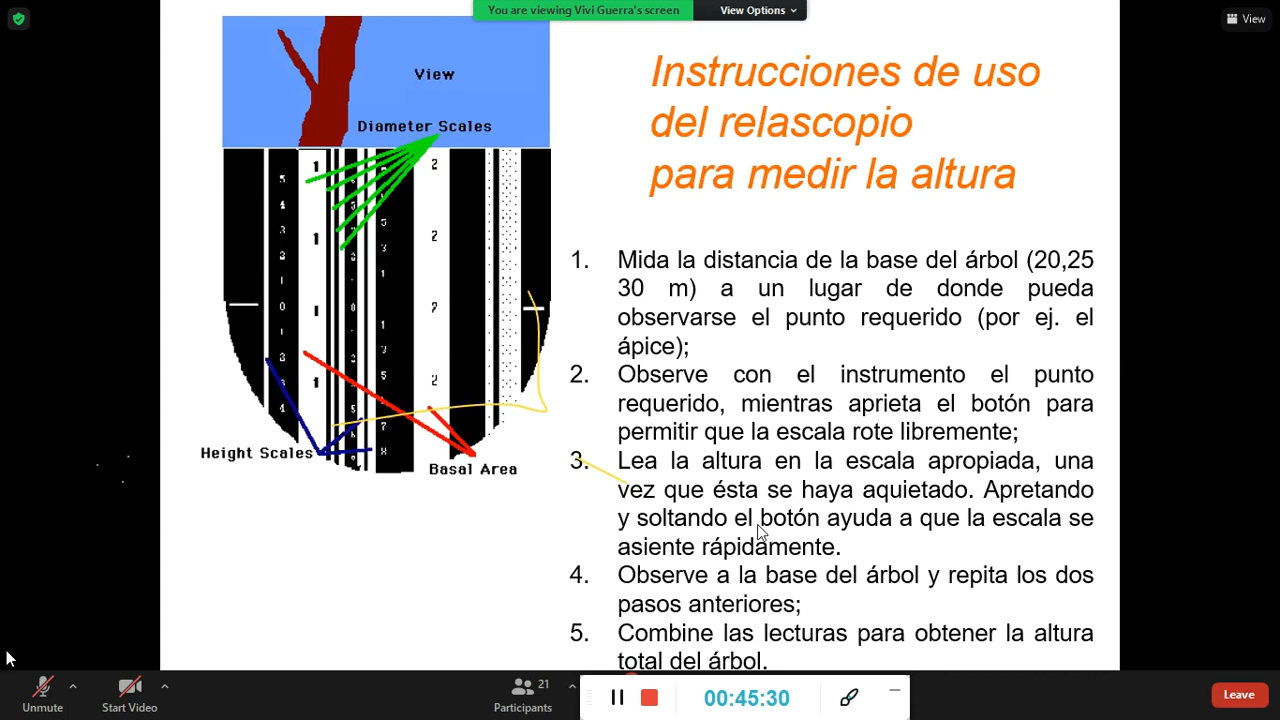 You are viewing Vivi Guerra's screen
View Options
View
View
Diameter Scales
Height Scales
Basal Area
Instrucciones de uso
del relascopio
para medir la altura
1. Mida la distancia de la base del árbol (20,25
30 m) a un lugar de donde pueda
observarse el punto requerido (por ej. el
ápice);
2. Observe con el instrumento el punto
requerido, mientras aprieta el botón para
permitir que la escala rote libremente;
3. Lea la altura en la escala apropiada, una
vez que ésta se haya aquietado. Apretando
y soltando el botón ayuda a que la escala se
asiente rápidamente.
4. Observe a la base del árbol y repita los dos
pasos anteriores;
5. Combine las lecturas para obtener la altura
total del árbol.
Unmute
Start Video
21
Participants
00:45:30
Leave